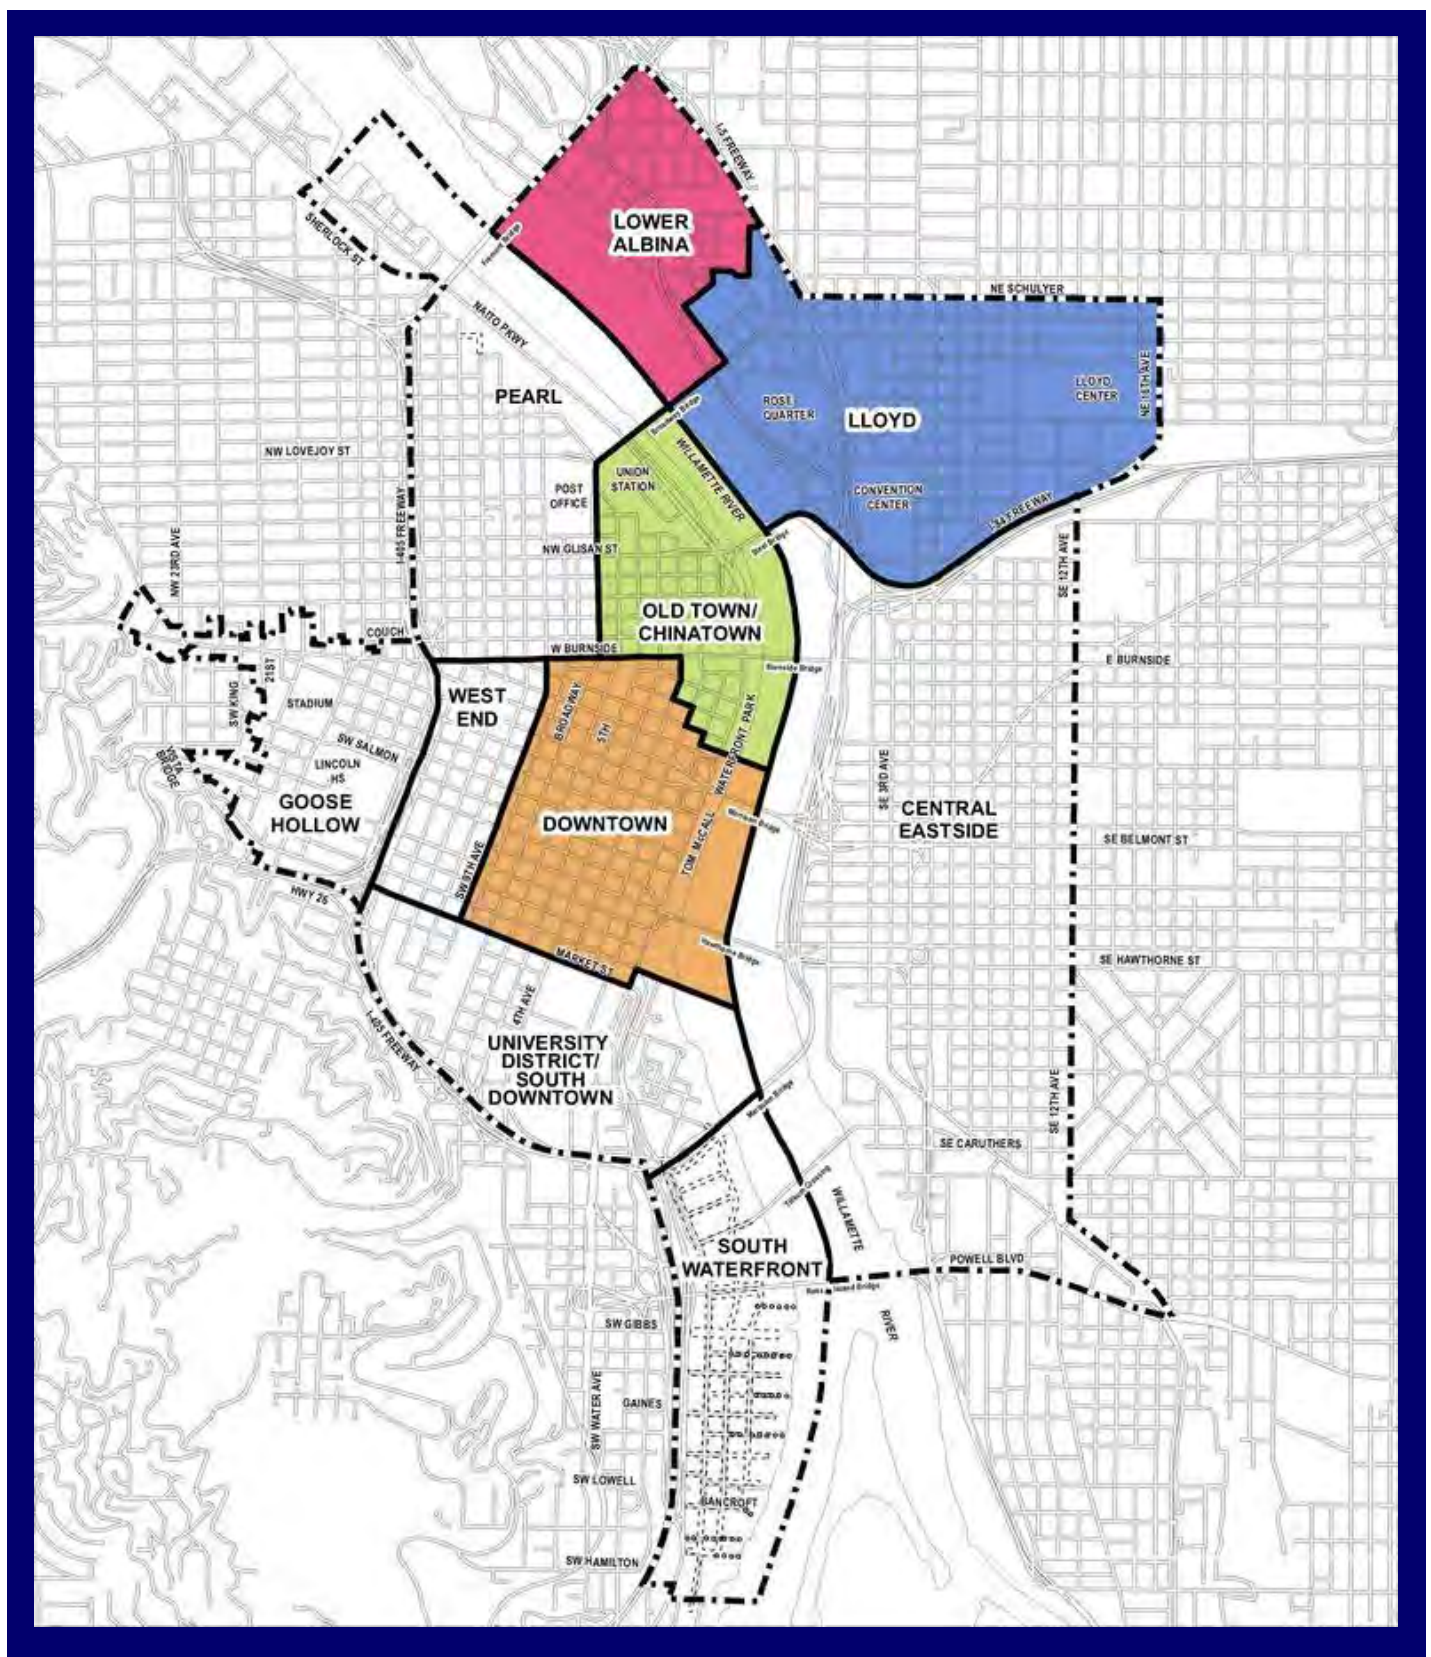 I-5 FREEWAY
LOWER
ALBINA
SHERLOCK ST
Fremont Bridge
NE SCHULYER
NAITO PKWY
PEARL
NE 16TH AVE
LLOYD
CENTER
ROSE
QUARTER
LLOYD
Broadway Bridge
NW LOVEJOY ST
WILLAMETTE RIVER
UNION
STATION
POST
OFFICE
CONVENTION
CENTER
I-84 FREEWAY
I-405 FREEWAY
NW 23RD AVE
NW GLISAN ST
Steel Bridge
SE 12TH AVE
OLD TOWN/
CHINATOWN
COUCH
W BURNSIDE
Burnside Bridge
E BURNSIDE
21ST
SW KING
STADIUM
WEST
END
BROADWAY
5TH
SW SALMON
VISTA
BRIDGE
LINCOLN
HS
GOOSE
HOLLOW
DOWNTOWN
TOM McCALL WATERFRONT PARK
Morrison Bridge
SE 3RD AVE
CENTRAL
EASTSIDE
SE BELMONT ST
SW 9TH AVE
HWY 26
MARKET ST
Hawthorne Bridge
SE HAWTHORNE ST
4TH AVE
I-405 FREEWAY
UNIVERSITY
DISTRICT/
SOUTH
DOWNTOWN
Marquam Bridge
SE 12TH AVE
SE CARUTHERS
Tilikum Crossing
WILLAMETTE
SOUTH
WATERFRONT
POWELL BLVD
Ross Island Bridge
RIVER
SW GIBBS
SW WATER AVE
GAINES
SW LOWELL
BANCROFT
SW HAMILTON